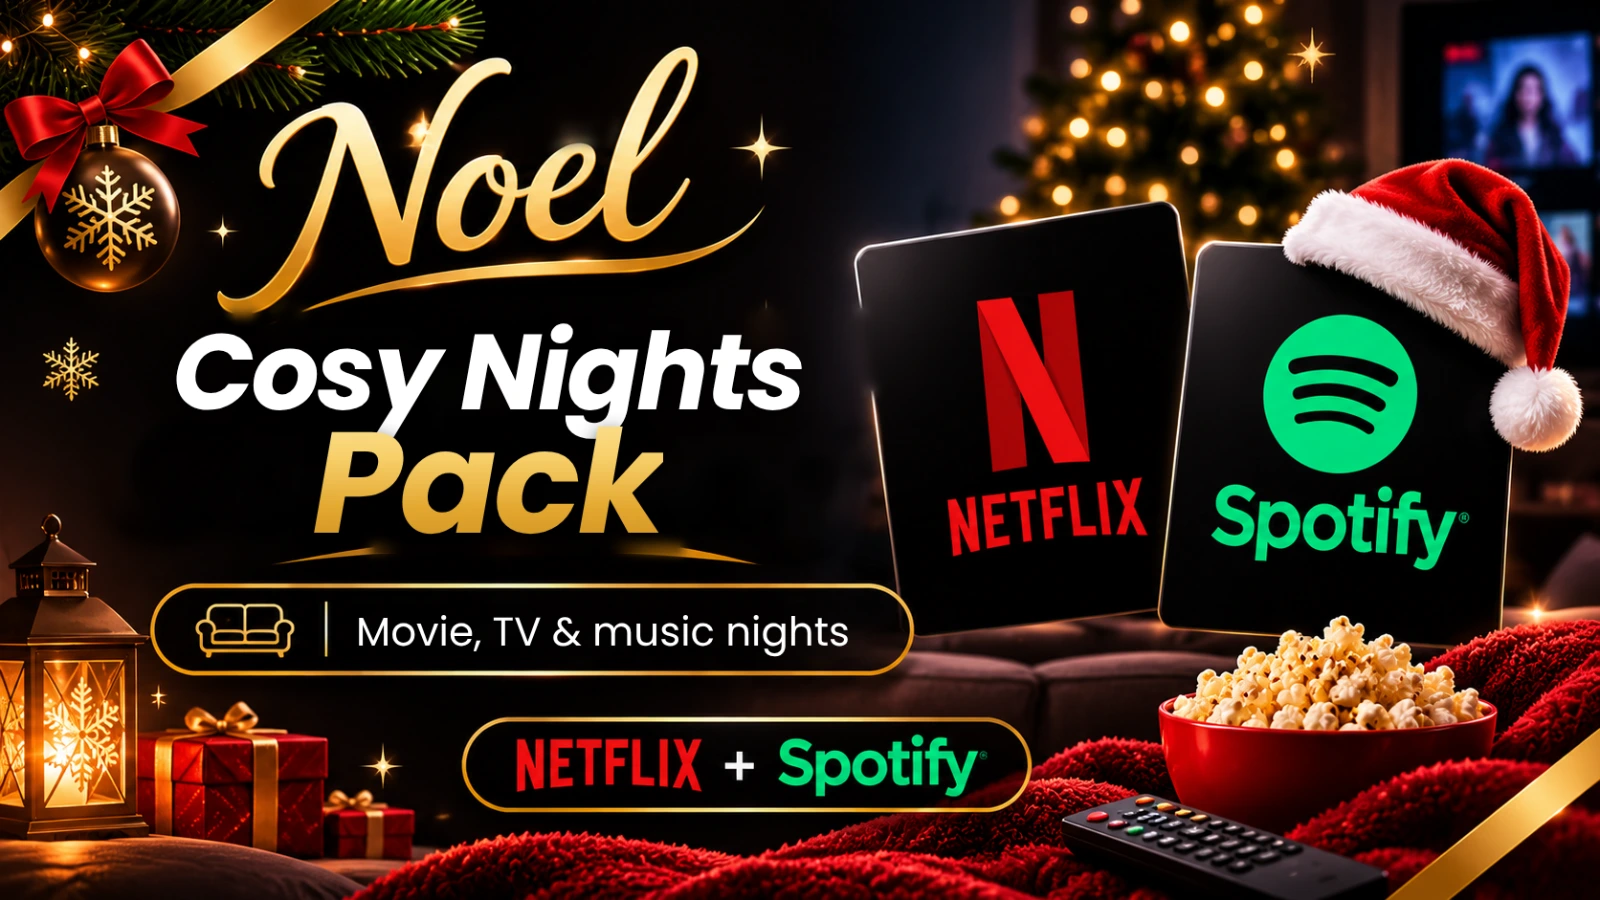 Noel
Cosy Nights
Pack
Movie, TV & music nights
NETFLIX + Spotify®
NETFLIX
Spotify®